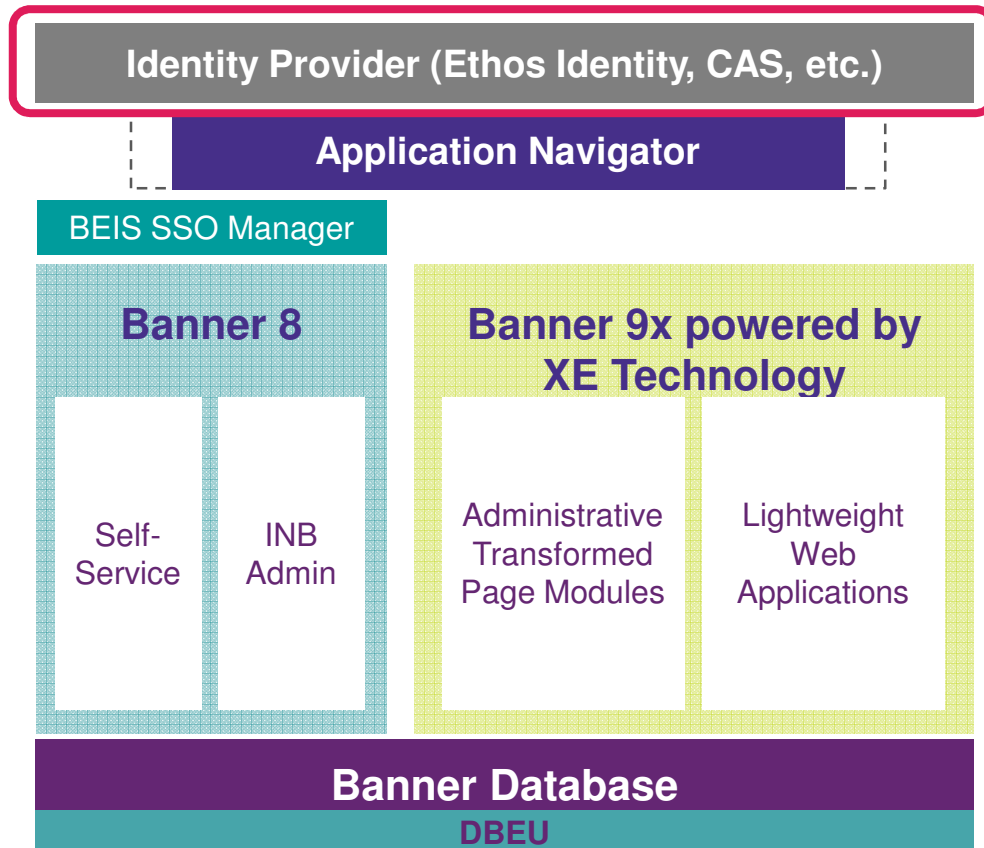 Identity Provider (Ethos Identity, CAS, etc.)
Application Navigator
BEIS SSO Manager
Banner 8
Self-
Service
INB
Admin
Banner 9x powered by
XE Technology
Administrative
Transformed
Page Modules
Lightweight
Web
Applications
Banner Database
DBEU